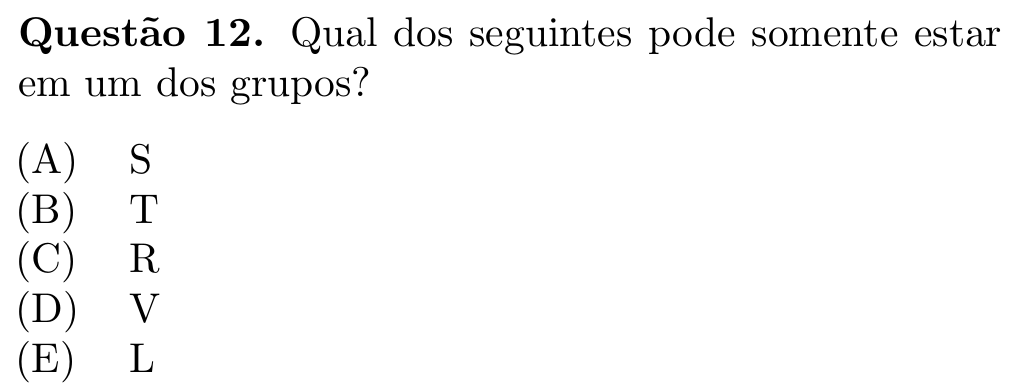 Questão 12. Qual dos seguintes pode somente estar
em um dos grupos?
(A) S
(B) T
(C) R
(D) V
(E) L